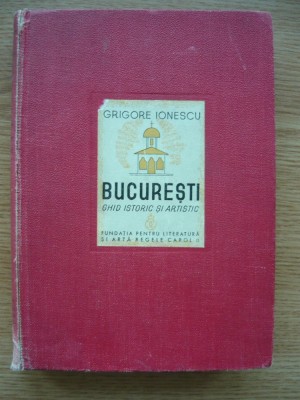 GRIGORE IONESCU
BUCUREȘTI
GHID ISTORIC ȘI ARTISTIC
FUNDAȚIA PENTRU LITERATURĂ
ȘI ARTĂ REGELE CAROL II